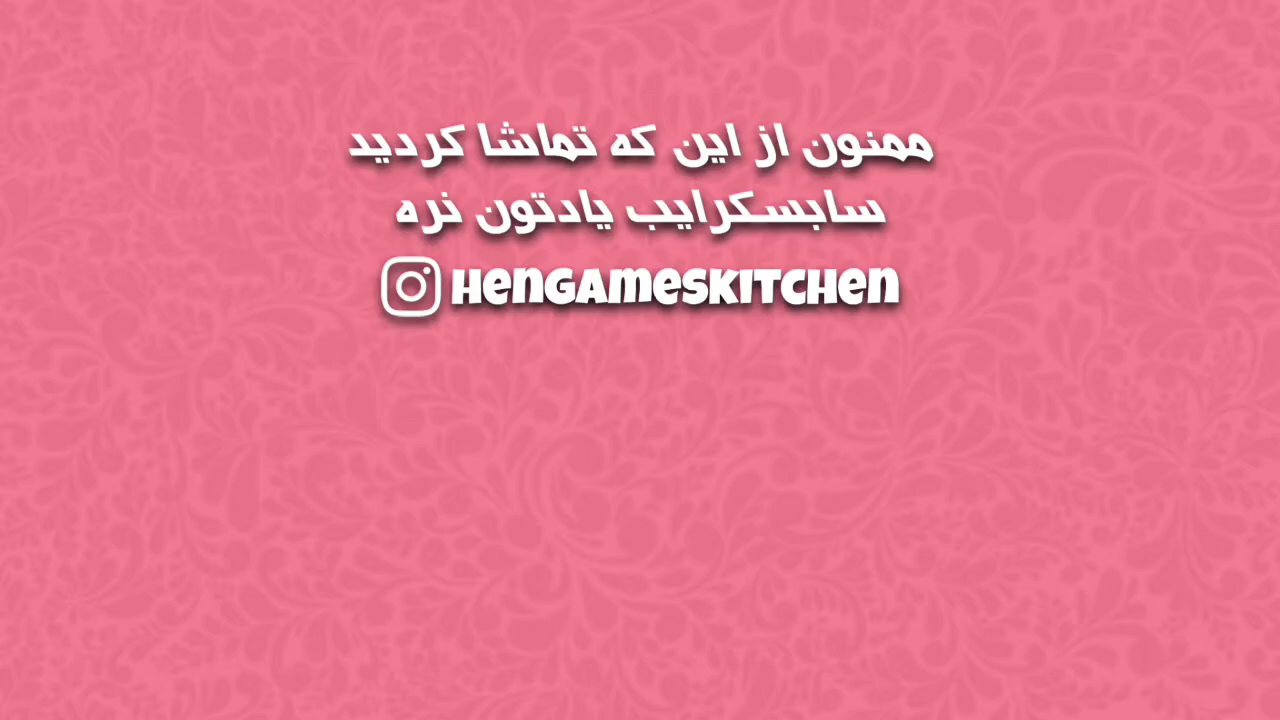 ممنون از این که تماشا کردید
سابسکرایب یادتون نره
HENGAMESKITCHEN